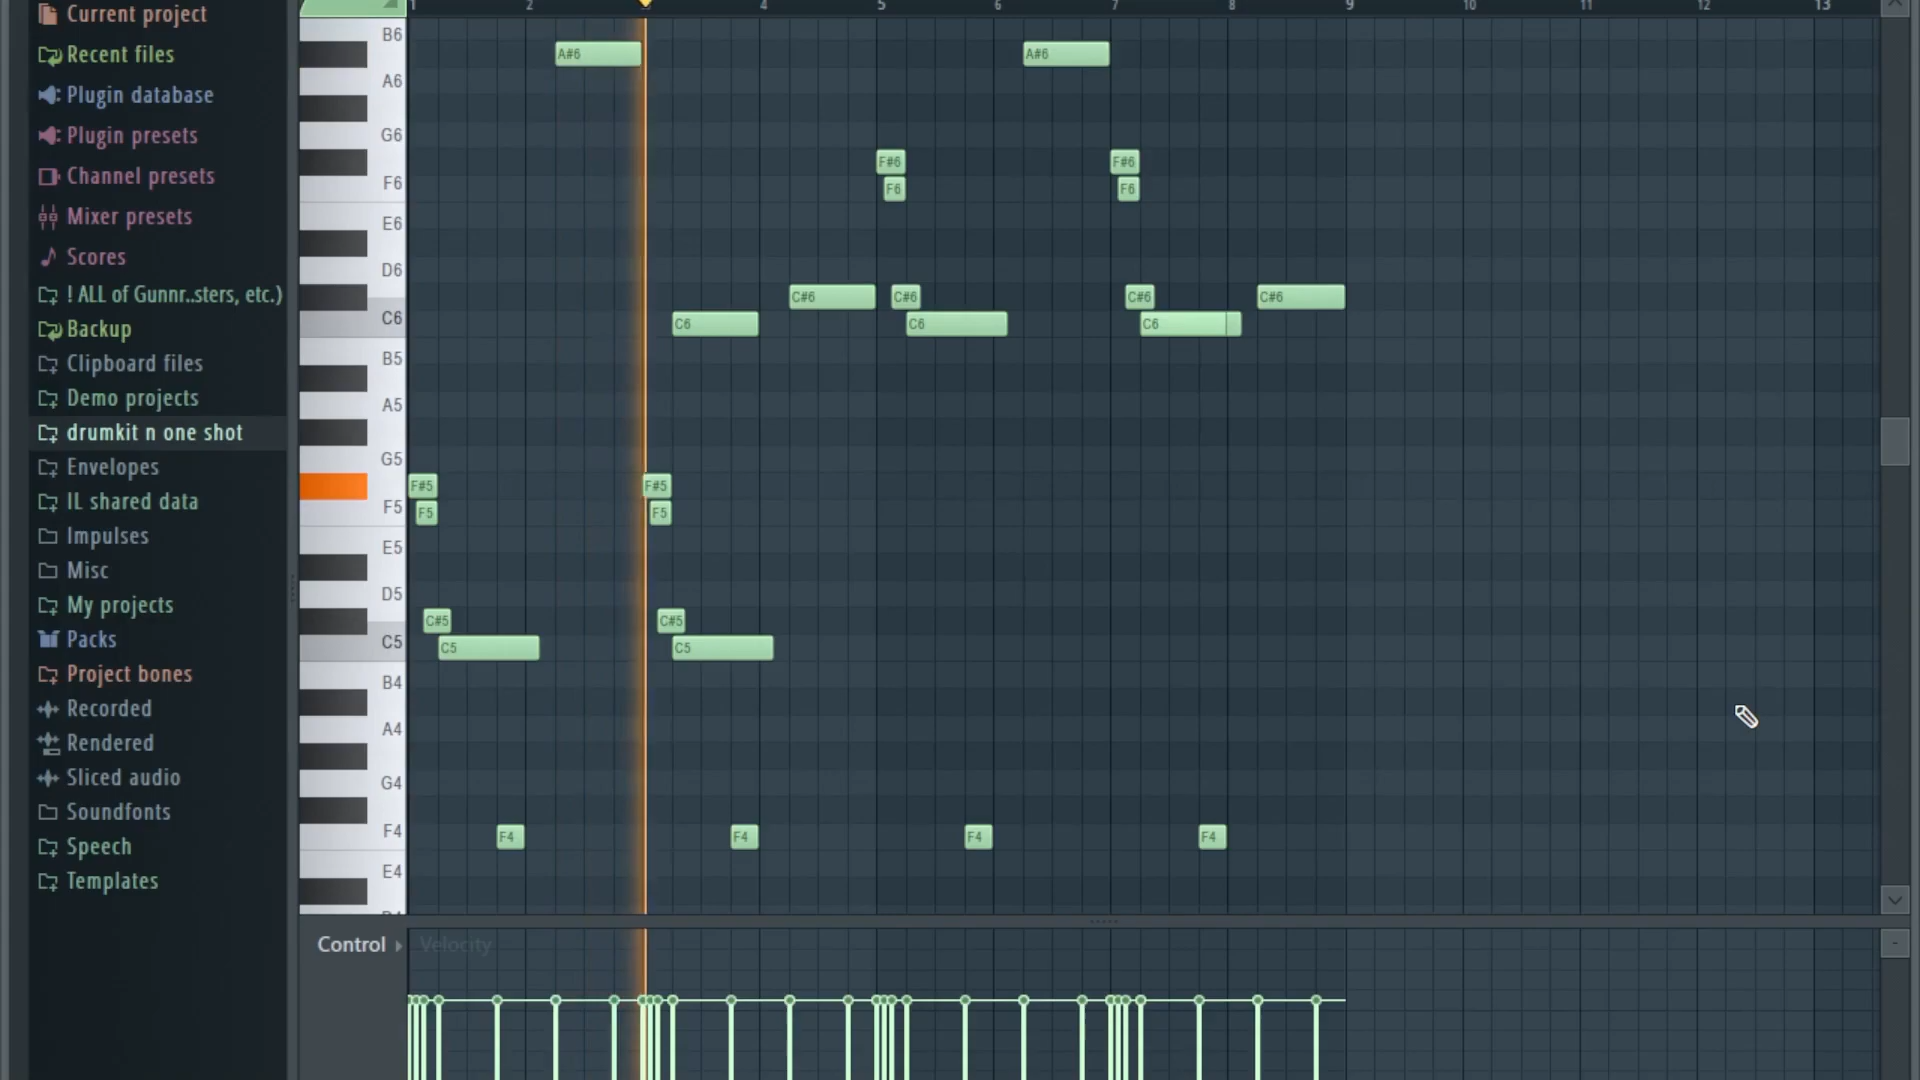 Current project
Recent files
Plugin database
Plugin presets
Channel presets
Mixer presets
Scores
! ALL of Gunnr..sters, etc.)
Backup
Clipboard files
Demo projects
drumkit n one shot
Envelopes
IL shared data
Impulses
Misc
My projects
Packs
Project bones
Recorded
Rendered
Sliced audio
Soundfonts
Speech
Templates
1 2 4 5 6 7 8 9 10 11 12 13
B6
A#6 A#6
A6
G6
F#6 F#6
F6 F6 F6
E6
D6
C#6 C#6 C#6 C#6
C6 C6 C6 C6
B5
A5
G5
F#5 F#5
F5 F5 F5
E5
D5
C#5 C#5
C5 C5 C5
B4
A4
G4
F4 F4 F4 F4 F4
E4
Control Velocity